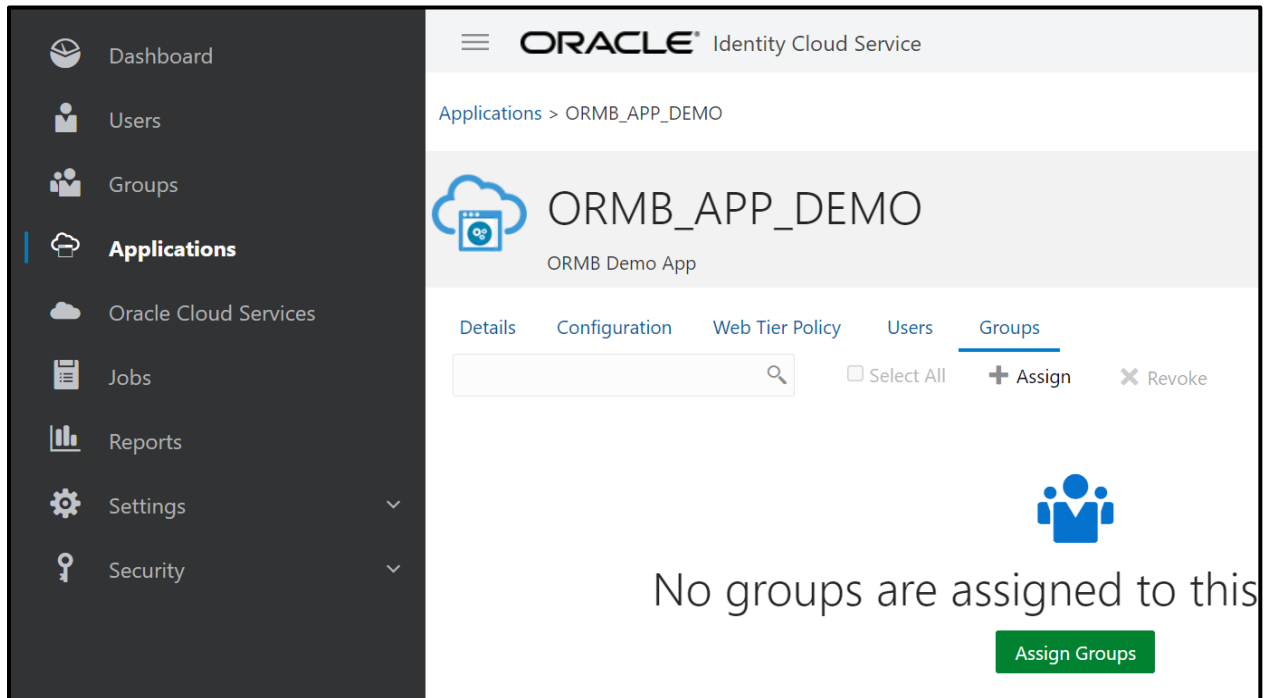 Dashboard
Users
Groups
Applications
Oracle Cloud Services
Jobs
Reports
Settings
Security
ORACLE® Identity Cloud Service
Applications > ORMB_APP_DEMO
ORMB_APP_DEMO
ORMB Demo App
Details Configuration Web Tier Policy Users Groups
Select All Assign Revoke
No groups are assigned to this
Assign Groups